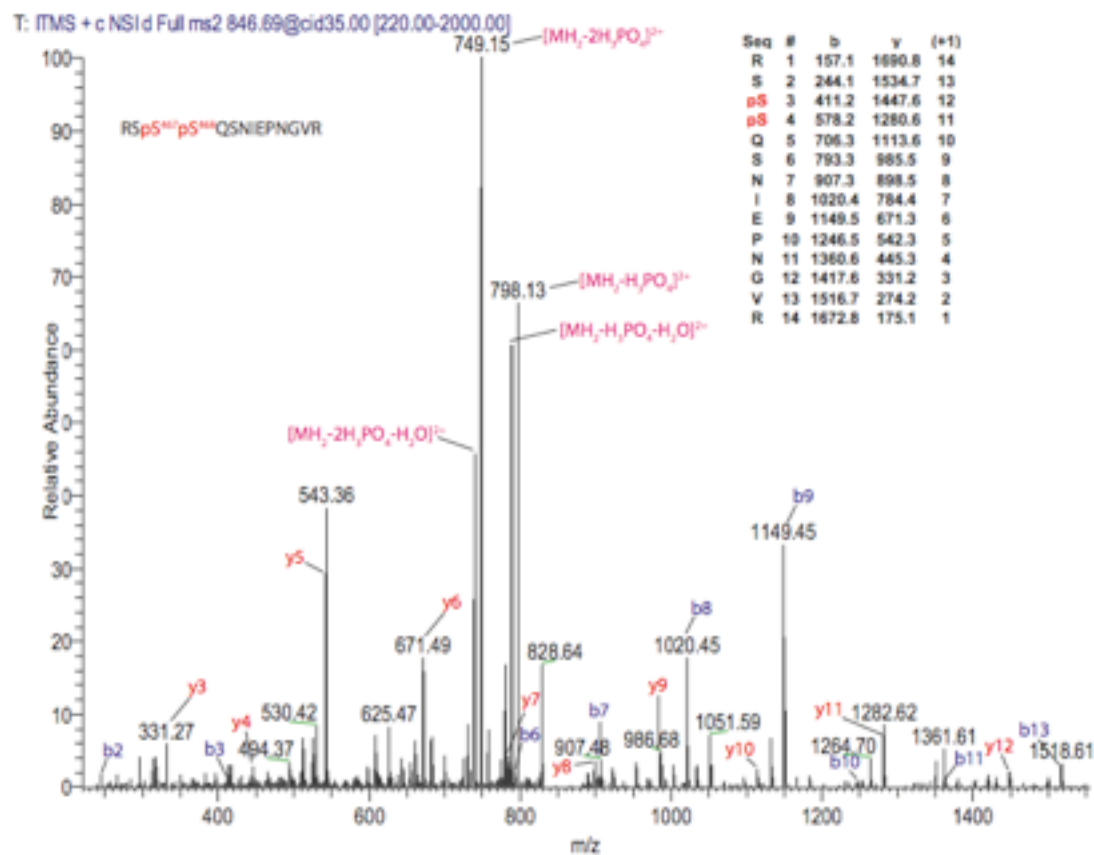 T: ITMS + c NSI d Full ms2 846.69@cid35.00 [220.00-2000.00]
749.15
[MH₂-2H₃PO₄]²⁺
Seq # b y (+1)
R 1 157.1 1690.8 14
S 2 244.1 1534.7 13
pS 3 411.2 1447.6 12
pS 4 578.2 1280.6 11
Q 5 706.3 1113.6 10
S 6 793.3 985.5 9
N 7 907.3 898.5 8
I 8 1020.4 784.4 7
E 9 1149.5 671.3 6
P 10 1246.5 542.3 5
N 11 1360.6 445.3 4
G 12 1417.6 331.2 3
V 13 1516.7 274.2 2
R 14 1672.8 175.1 1
RSpS⁴⁶⁷pS⁴⁶⁸QSNIEPNGVR
798.13
[MH₂-H₃PO₄]²⁺
[MH₂-H₃PO₄-H₂O]²⁺
[MH₂-2H₃PO₄-H₂O]²⁺
543.36
y5
b9
1149.45
y6
671.49
b8
1020.45
828.64
y3
331.27
y4
530.42
494.37
625.47
y7
b6
b7
907.48
y8
y9
986.68
1051.59
y10
y11
1282.62
1264.70
b10
1361.61
b11
y12
b13
1518.61
b2
b3
100
90
80
70
0
0
0
30
20
10
0
Relative Abundance
400 600 800 1000 1200 1400
m/z